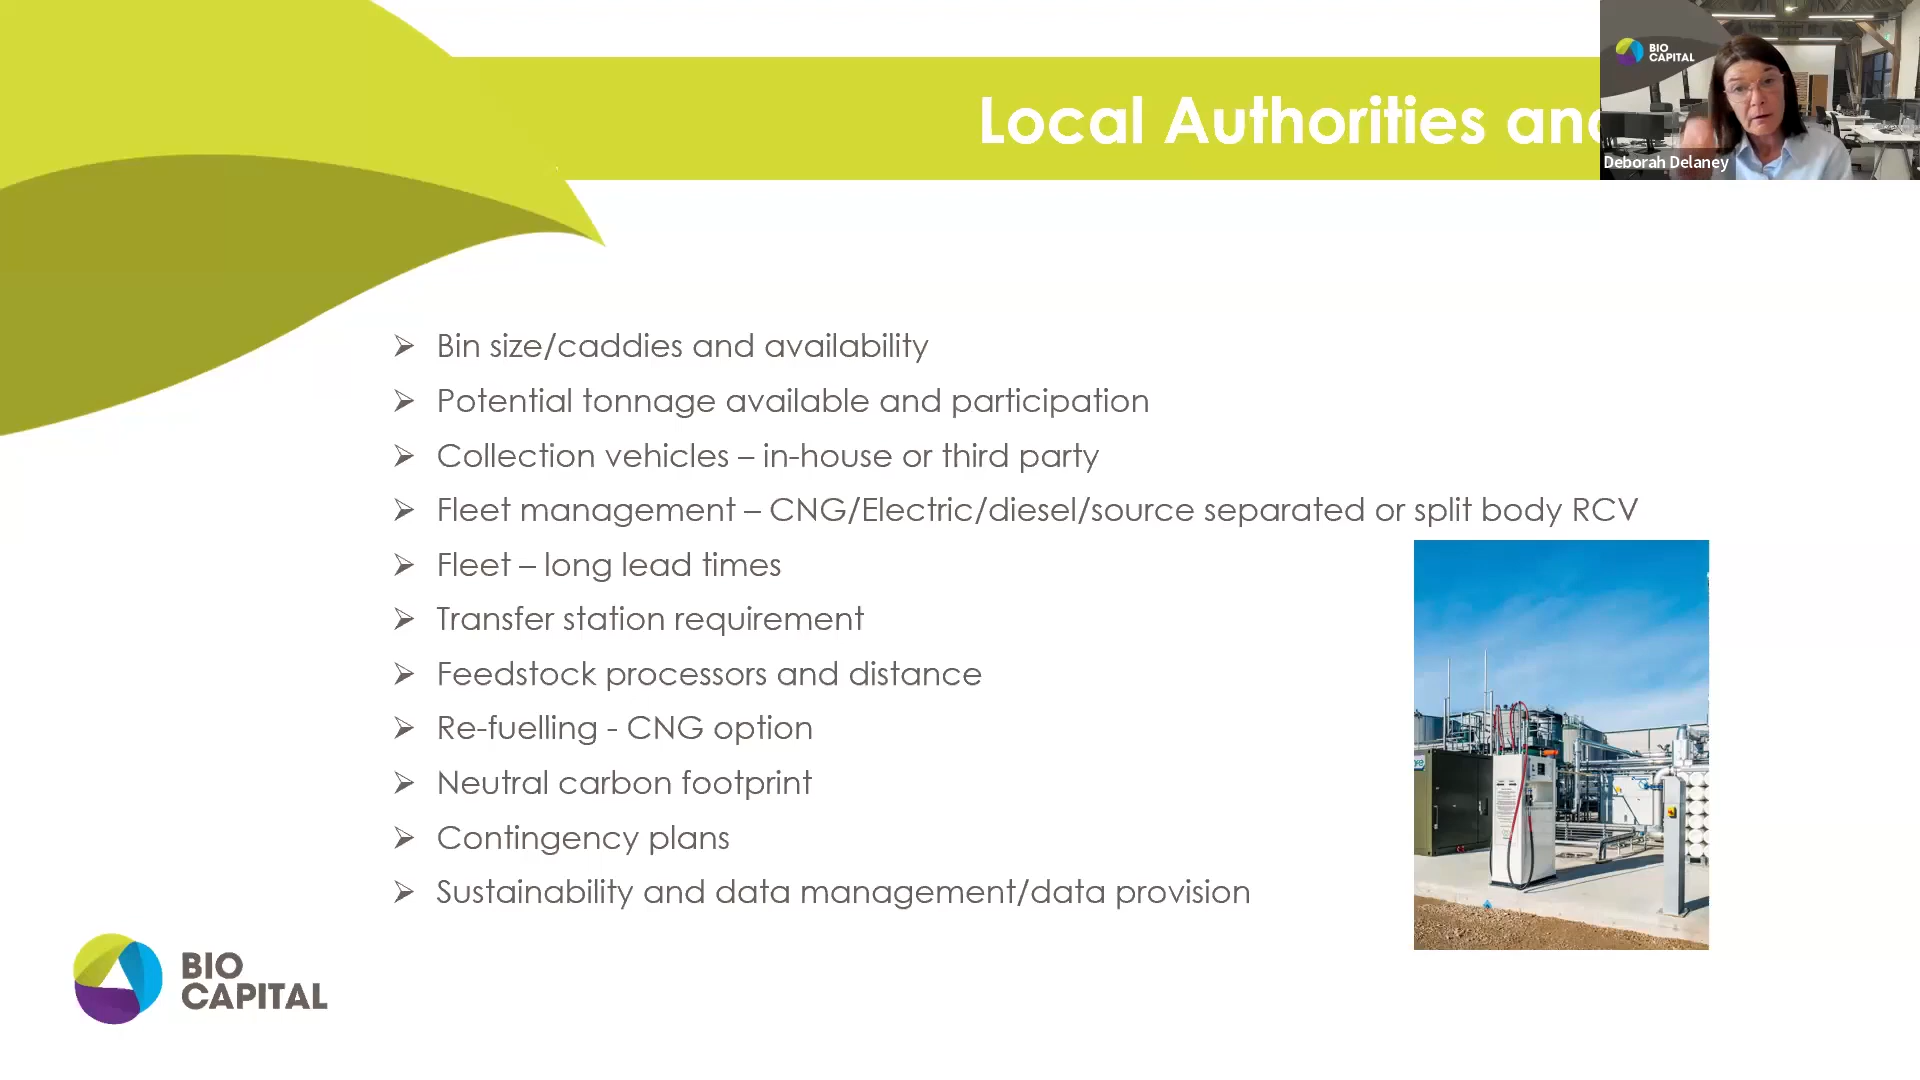 Local Authorities and
BIO
CAPITAL
Deborah Delaney
Bin size/caddies and availability
Potential tonnage available and participation
Collection vehicles – in-house or third party
Fleet management – CNG/Electric/diesel/source separated or split body RCV
Fleet – long lead times
Transfer station requirement
Feedstock processors and distance
Re-fuelling - CNG option
Neutral carbon footprint
Contingency plans
Sustainability and data management/data provision
BIO
CAPITAL